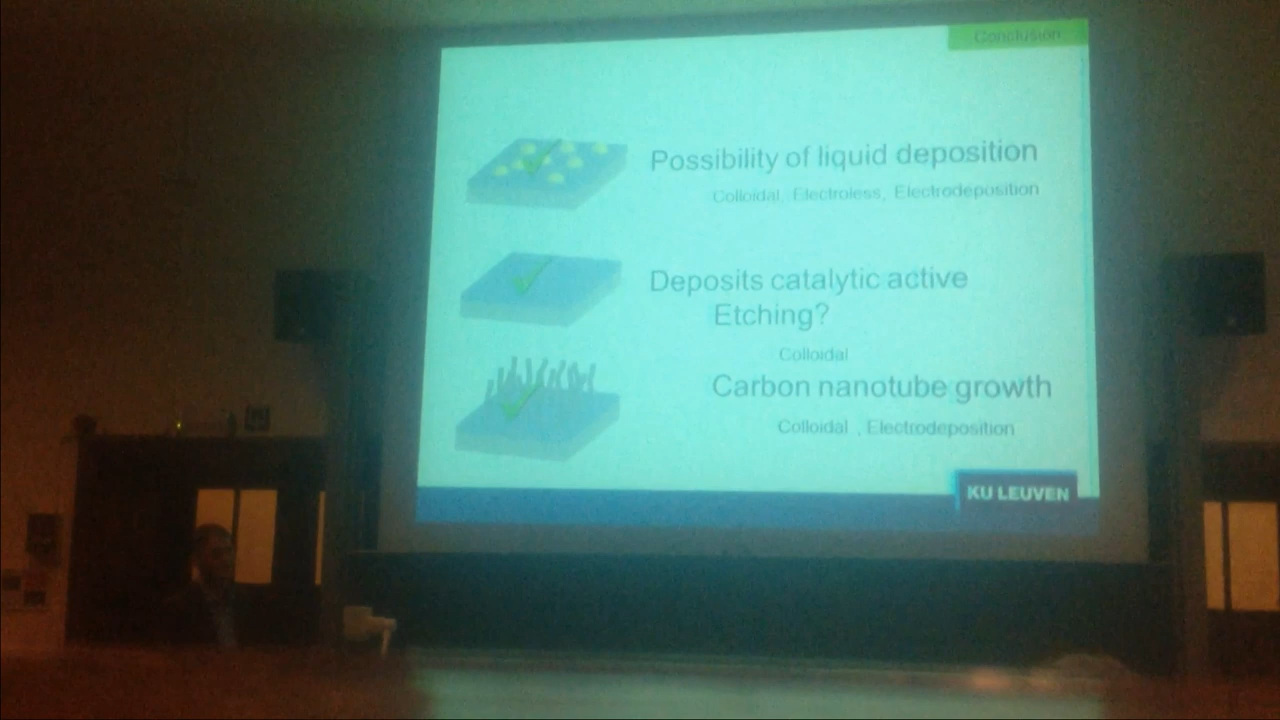 Conclusion
Possibility of liquid deposition
Colloidal, Electroless, Electrodeposition
Deposits catalytic active
Etching?
Colloidal
Carbon nanotube growth
Colloidal , Electrodeposition
KU LEUVEN